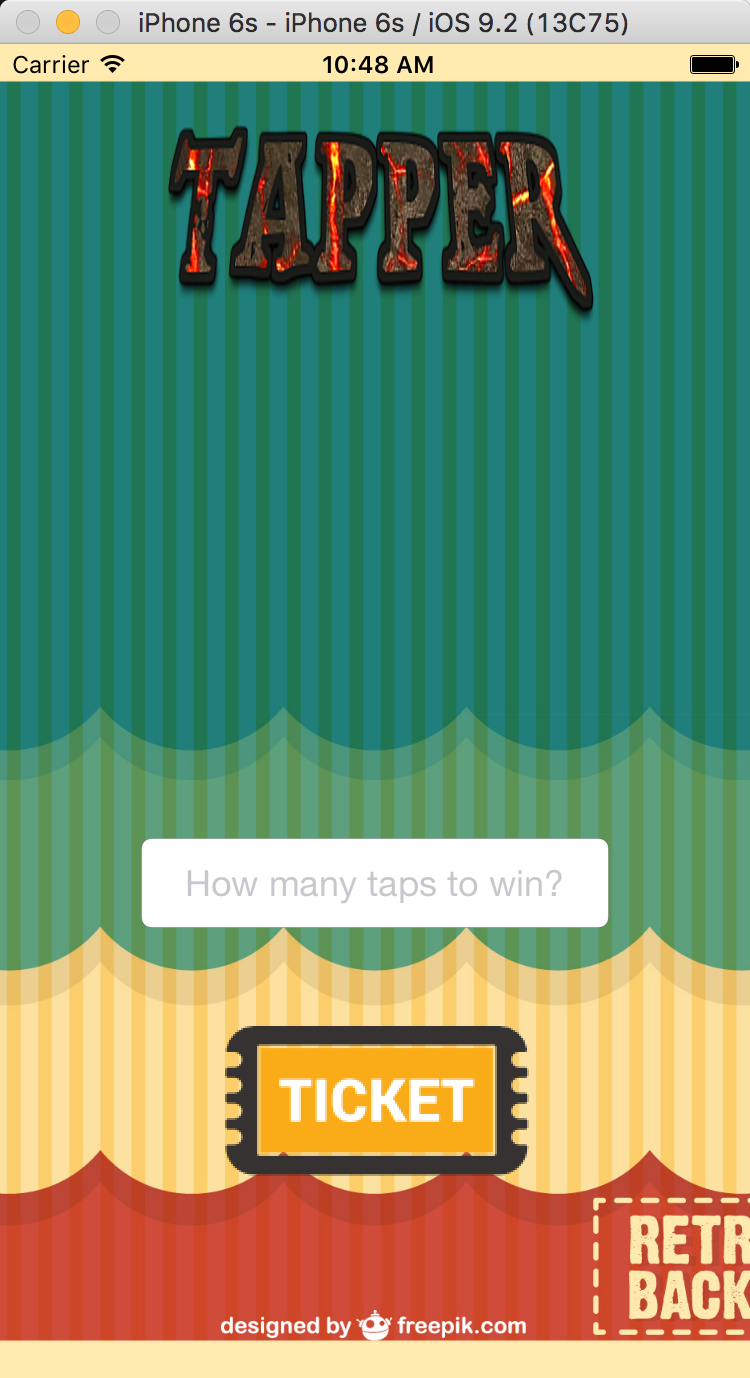 iPhone 6s - iPhone 6s / iOS 9.2 (13C75)
Carrier 10:48 AM
TAPPER
How many taps to win?
TICKET
RETR
BACK
designed by freepik.com